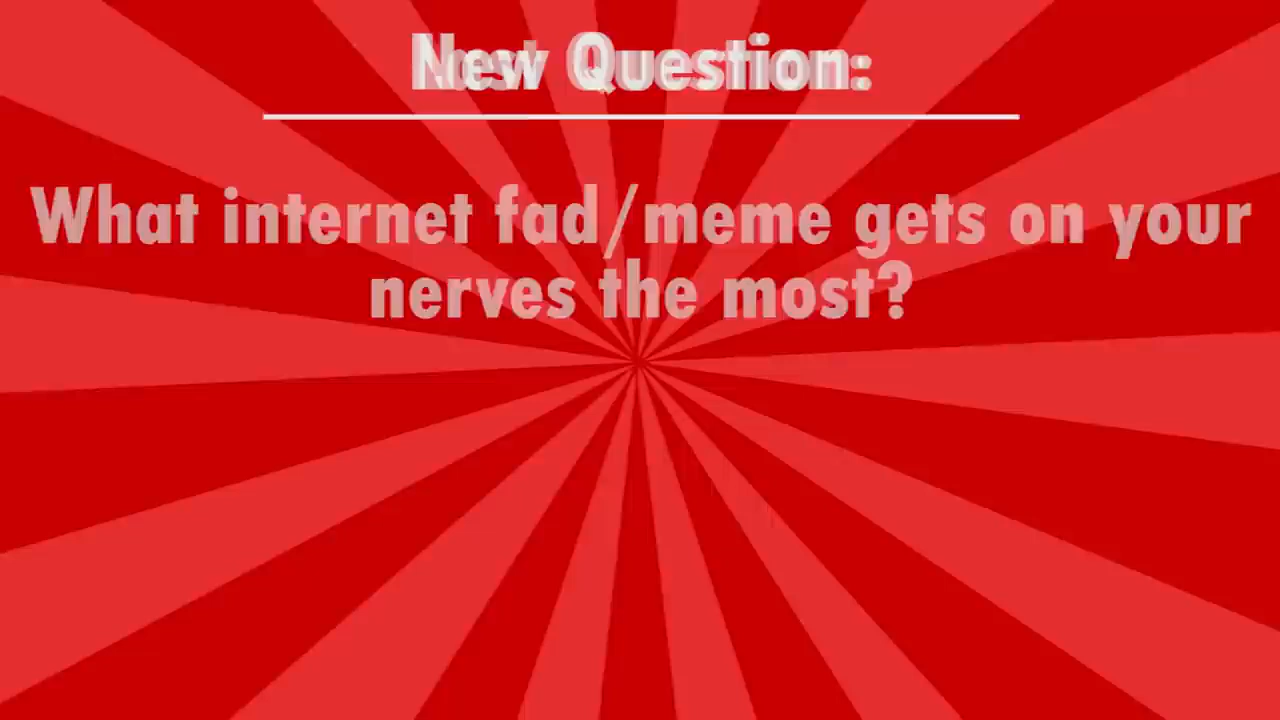 New Question:
What internet fad/meme gets on your
nerves the most?